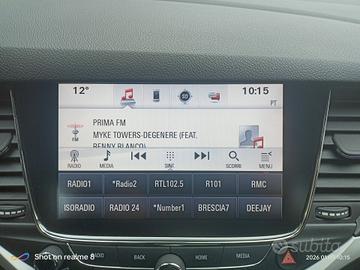 12°
10:15
PT
PRIMA FM
MYKE TOWERS-DEGENERE (FEAT.
BENNY BLANCO)
RADIO
MEDIA
SINT.
SCORRI
MENU
RADIO1
*Radio2
RTL102.5
R101
RMC
ISORADIO
RADIO 24
*Number1
BRESCIA7
DEEJAY
Shot on realme 8
subito